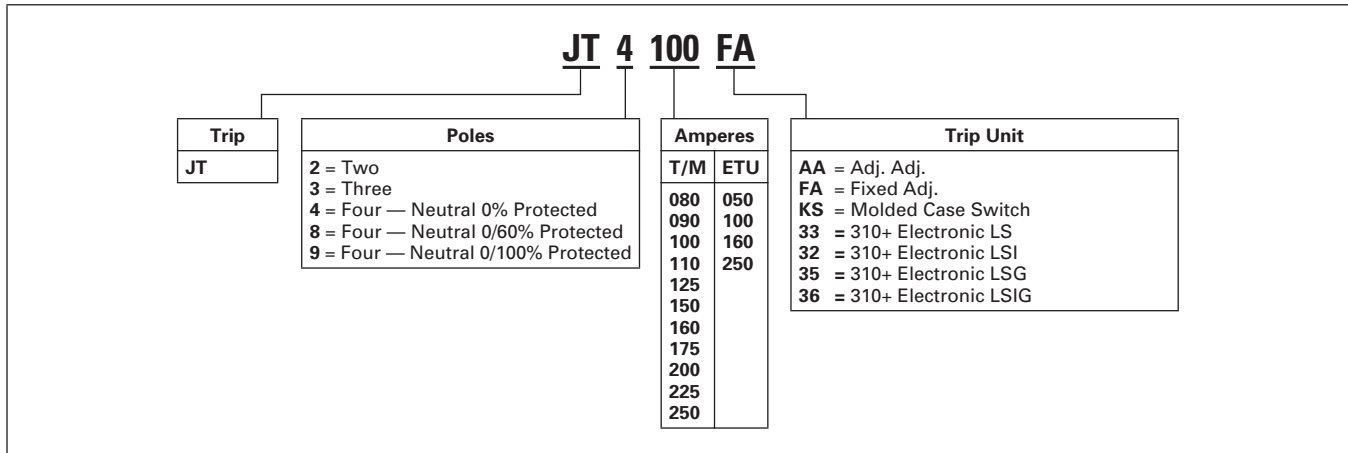 JT 4 100 FA
Trip
JT
Poles
2 = Two
3 = Three
4 = Four — Neutral 0% Protected
8 = Four — Neutral 0/60% Protected
9 = Four — Neutral 0/100% Protected
Amperes
T/M ETU
080 050
090 100
100 160
110 250
125
150
160
175
200
225
250
Trip Unit
AA = Adj. Adj.
FA = Fixed Adj.
KS = Molded Case Switch
33 = 310+ Electronic LS
32 = 310+ Electronic LSI
35 = 310+ Electronic LSG
36 = 310+ Electronic LSIG